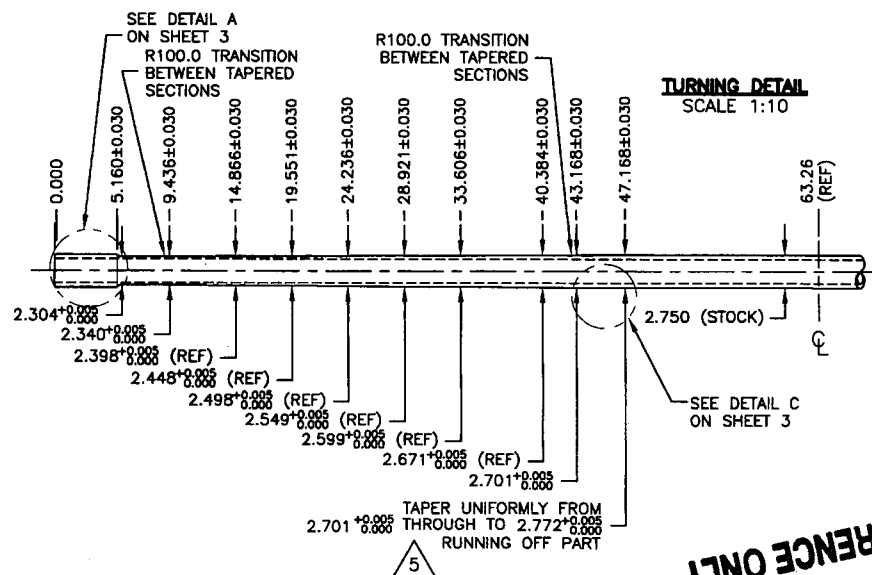 SEE DETAIL A
ON SHEET 3
R100.0 TRANSITION
BETWEEN TAPERED
SECTIONS
R100.0 TRANSITION
BETWEEN TAPERED
SECTIONS
TURNING DETAIL
SCALE 1:10
0.000
5.160±0.030
9.436±0.030
14.866±0.030
19.551±0.030
24.236±0.030
28.921±0.030
33.606±0.030
40.384±0.030
43.168±0.030
47.168±0.030
63.26
(REF)
2.304 +0.005 0.000
2.340 +0.005 0.000
2.398 +0.005 0.000 (REF)
2.448 +0.005 0.000 (REF)
2.498 +0.005 0.000 (REF)
2.549 +0.005 0.000 (REF)
2.599 +0.005 0.000 (REF)
2.671 +0.005 0.000 (REF)
2.701 +0.005 0.000
2.750 (STOCK)
℄
SEE DETAIL C
ON SHEET 3
TAPER UNIFORMLY FROM
2.701 +0.005 0.000 THROUGH TO 2.772 +0.005 0.000
RUNNING OFF PART
5